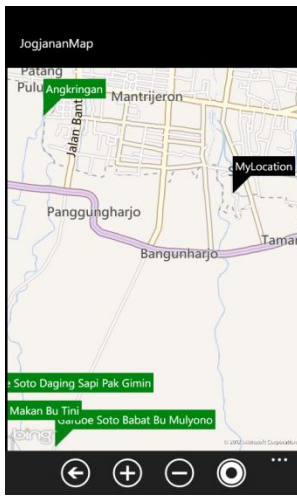 JogjananMap
Patang
Pulu
Angkringan
Mantrijeron
Jalan Bant
MyLocation
Panggungharjo
Bangunharjo
Tamar
e Soto Daging Sapi Pak Gimin
Makan Bu Tini
Gardoe Soto Babat Bu Mulyono
bing
© 2012 Microsoft Corporation